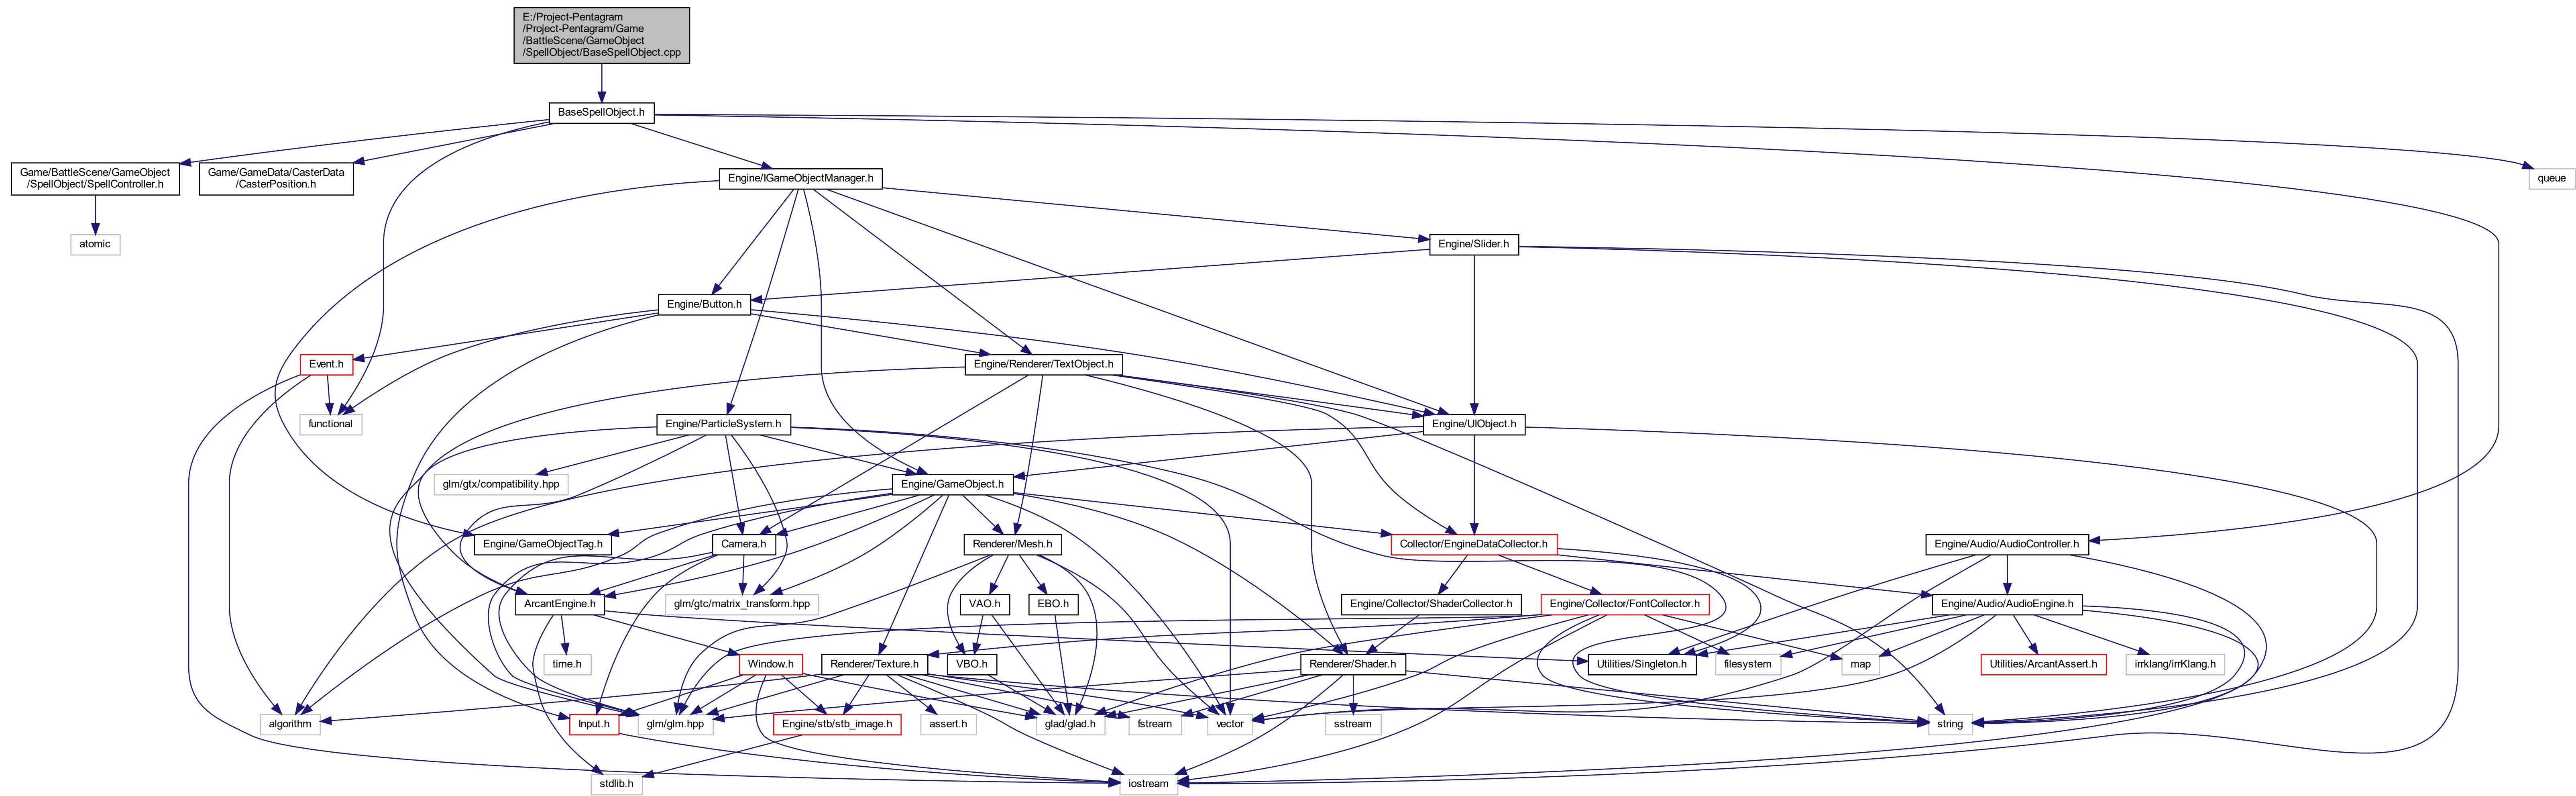 E:/Project-Pentagram
/Project-Pentagram/Game
/BattleScene/GameObject
/SpellObject/BaseSpellObject.cpp
BaseSpellObject.h
Game/BattleScene/GameObject
/SpellObject/SpellController.h
Game/GameData/CasterData
/CasterPosition.h
Engine/IGameObjectManager.h
queue
atomic
Engine/Slider.h
Engine/Button.h
Event.h
Engine/Renderer/TextObject.h
functional
Engine/ParticleSystem.h
Engine/UIObject.h
glm/gtx/compatibility.hpp
Engine/GameObject.h
Engine/GameObjectTag.h
Camera.h
Renderer/Mesh.h
Collector/EngineDataCollector.h
Engine/Audio/AudioController.h
ArcantEngine.h
glm/gtc/matrix_transform.hpp
VAO.h
EBO.h
Engine/Collector/ShaderCollector.h
Engine/Collector/FontCollector.h
Engine/Audio/AudioEngine.h
time.h
Window.h
Renderer/Texture.h
VBO.h
Renderer/Shader.h
Utilities/Singleton.h
filesystem
map
Utilities/ArcantAssert.h
irrklang/irrKlang.h
algorithm
Input.h
glm/glm.hpp
Engine/stb/stb_image.h
assert.h
glad/glad.h
fstream
vector
sstream
string
stdlib.h
iostream